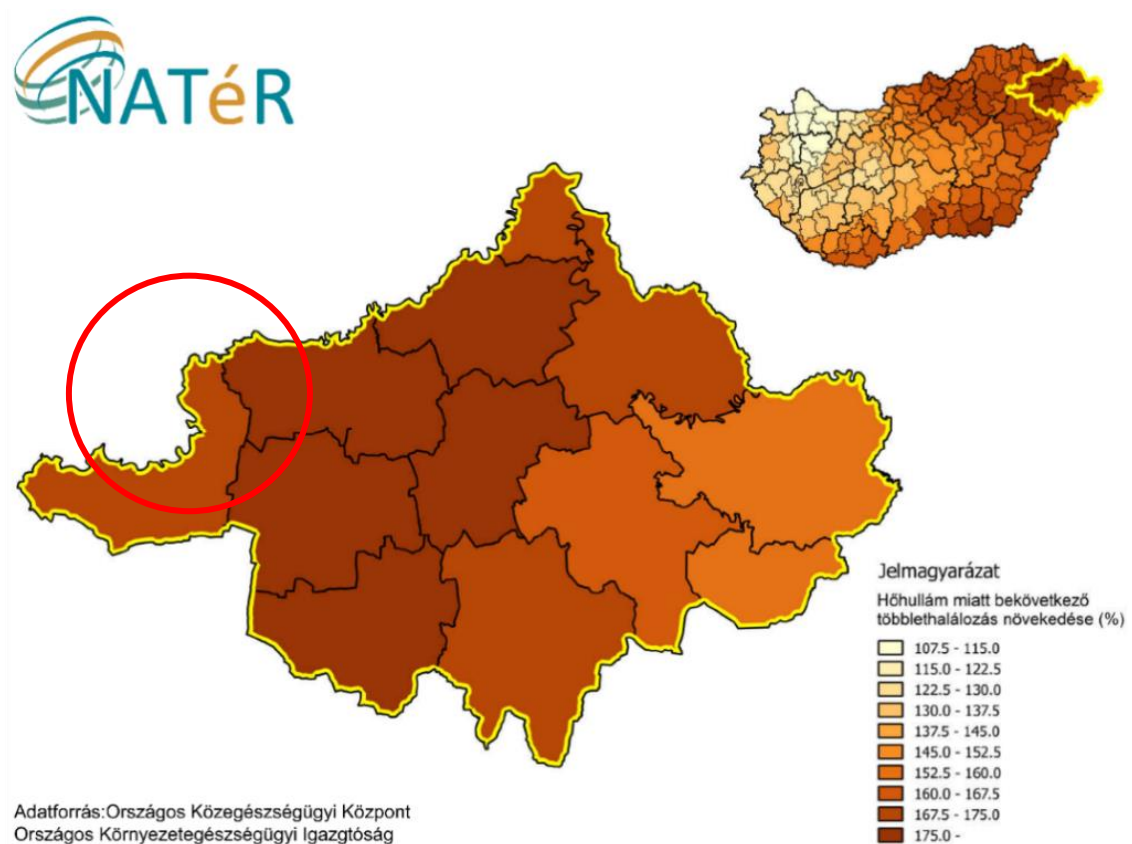 NATéR
Jelmagyarázat
Hőhullám miatt bekövetkező
többlethalálozás növekedése (%)
107.5 - 115.0
115.0 - 122.5
122.5 - 130.0
130.0 - 137.5
137.5 - 145.0
145.0 - 152.5
152.5 - 160.0
160.0 - 167.5
167.5 - 175.0
175.0 -
Adatforrás:Országos Közegészségügyi Központ
Országos Környezetegészségügyi Igazgtóság